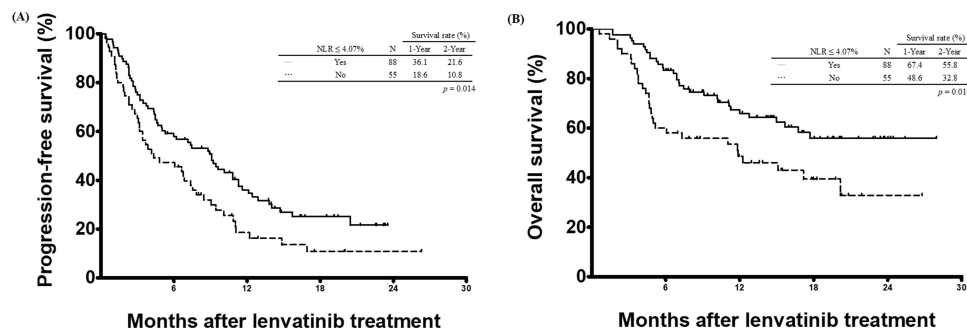 (A)
Progression-free survival (%)
100
80
60
40
20
0
6
12
18
24
30
Months after lenvatinib treatment
Survival rate (%)
NLR ≤ 4.07% N 1-Year 2-Year
Yes 88 36.1 21.6
No 55 18.6 10.8
p = 0.014
(B)
Overall survival (%)
100
80
60
40
20
0
6
12
18
24
30
Months after lenvatinib treatment
Survival rate (%)
NLR ≤ 4.07% N 1-Year 2-Year
Yes 88 67.4 55.8
No 55 48.6 32.8
p = 0.01